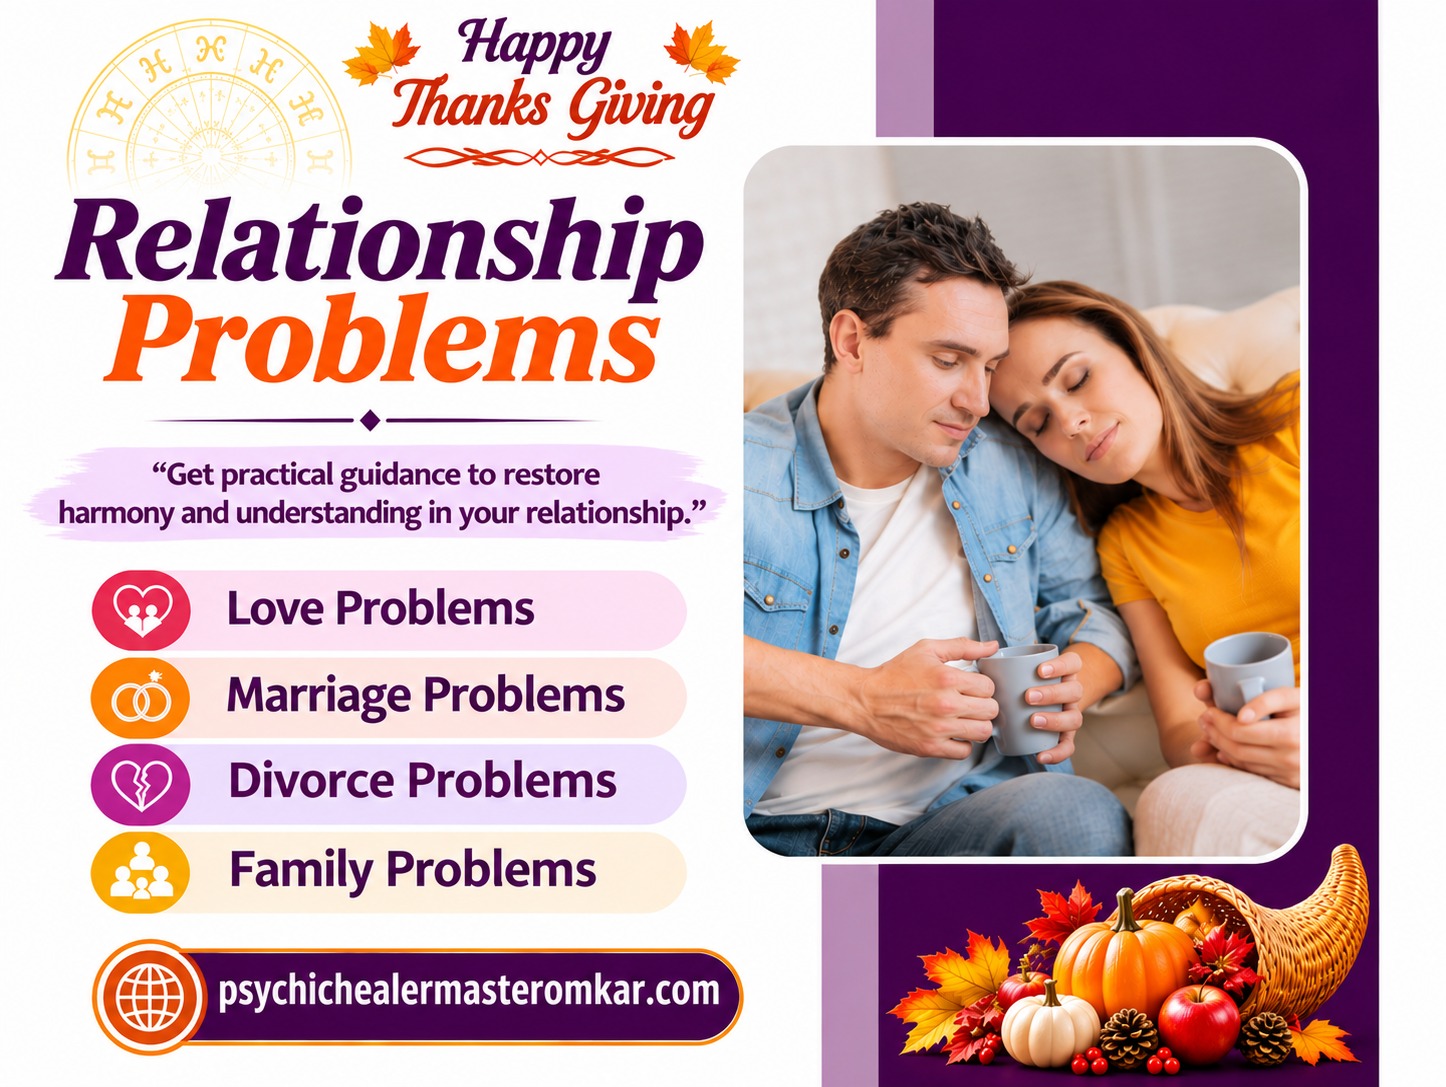 Happy
Thanks Giving
Relationship
Problems
“Get practical guidance to restore
harmony and understanding in your relationship.”
Love Problems
Marriage Problems
Divorce Problems
Family Problems
psychichealermasteromkar.com